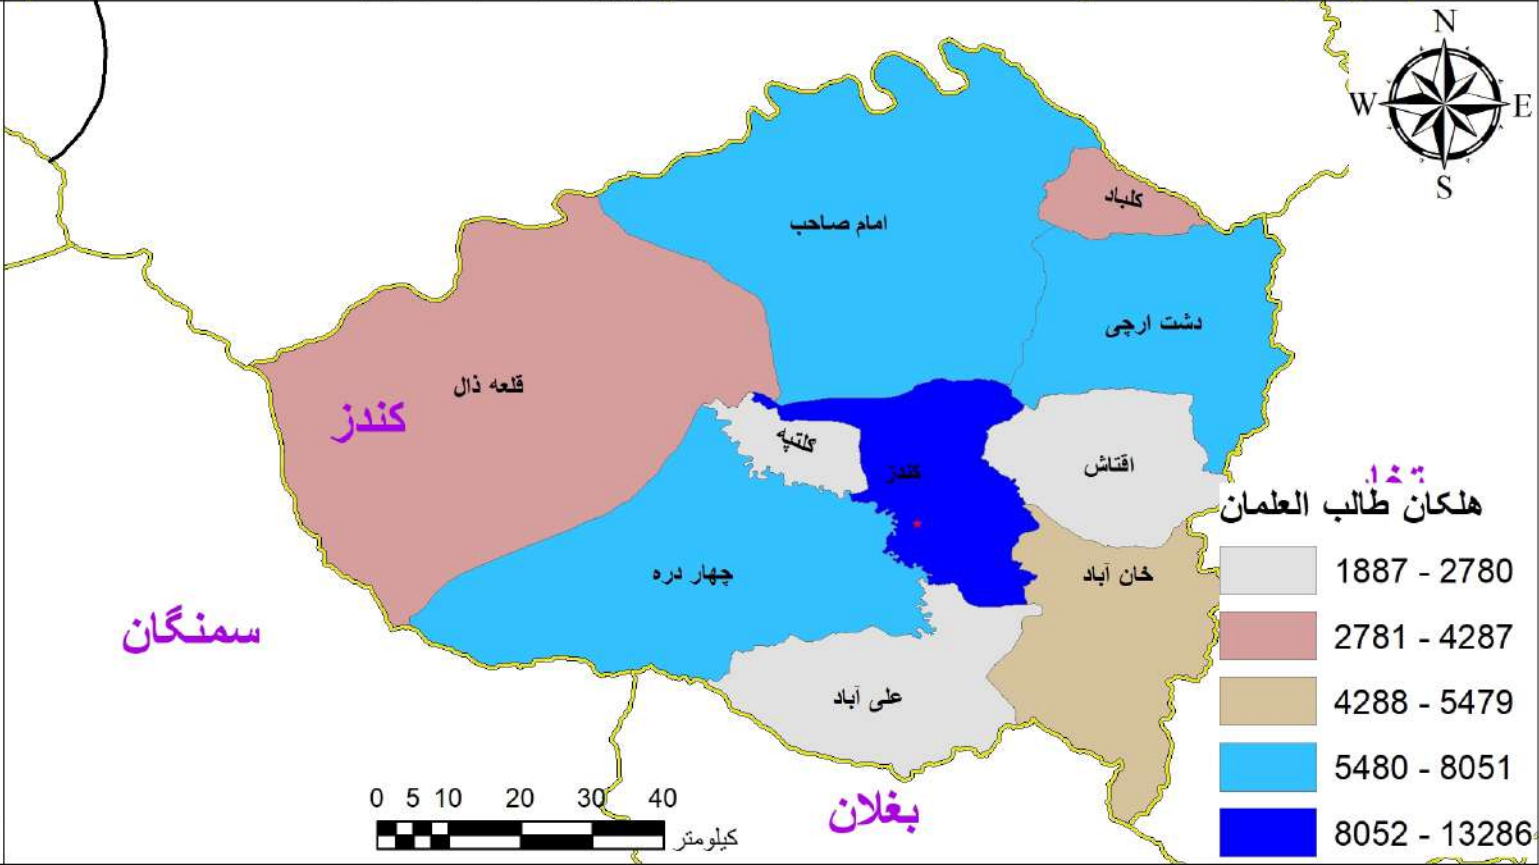 N
W E
S
کلباد
امام صاحب
دشت ارچی
قلعه ذال
کندز
کلتپه
اقتاش
کندز
چهار دره
خان آباد
سمنگان
علی آباد
بغلان
هلکان طالب العلمان
1887 - 2780
2781 - 4287
4288 - 5479
5480 - 8051
8052 - 13286
0 5 10 20 30 40
کیلومتر